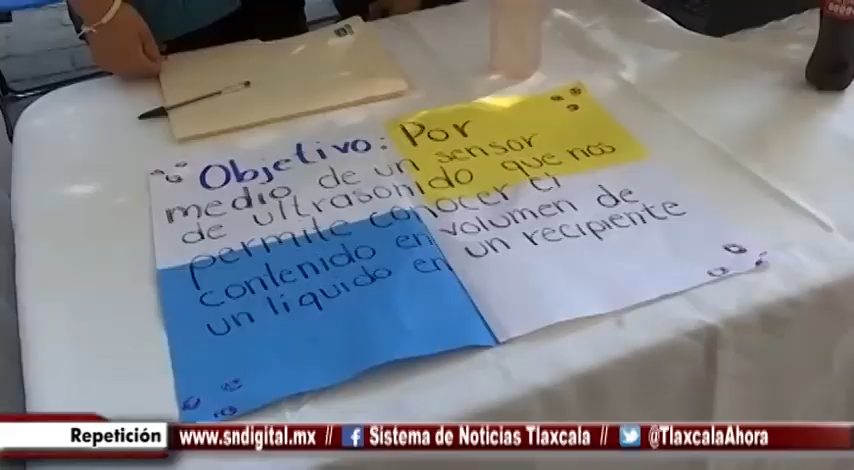 Objetivo: Por
medio de un sensor
de ultrasonido que nos
permite conocer el
contenido en volumen de
un líquido en un recipiente
Repetición www.sndigital.mx // Sistema de Noticias Tlaxcala // @TlaxcalaAhora